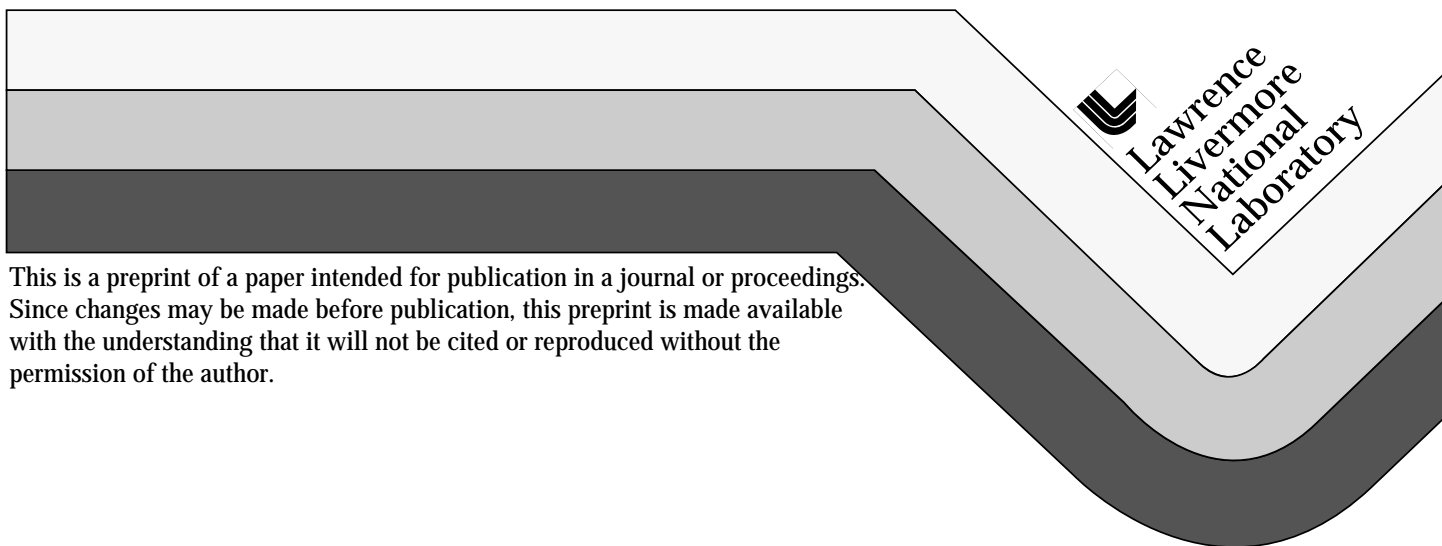 Lawrence
Livermore
National
Laboratory
This is a preprint of a paper intended for publication in a journal or proceedings.
Since changes may be made before publication, this preprint is made available
with the understanding that it will not be cited or reproduced without the
permission of the author.